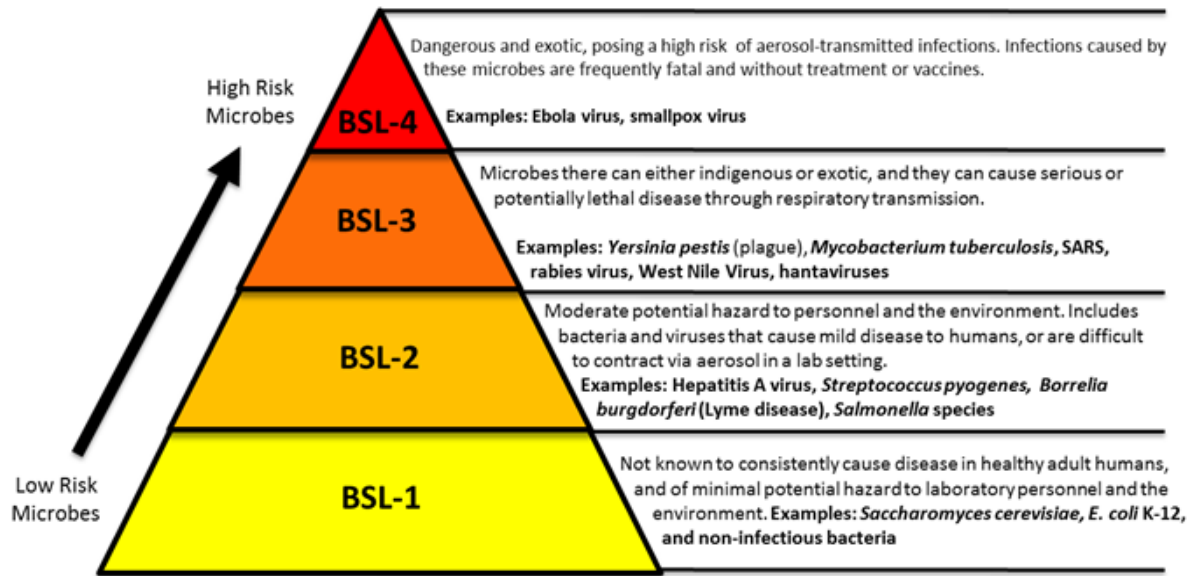 Dangerous and exotic, posing a high risk of aerosol-transmitted infections. Infections caused by
these microbes are frequently fatal and without treatment or vaccines.
High Risk
Microbes
BSL-4
Examples: Ebola virus, smallpox virus
Microbes there can either indigenous or exotic, and they can cause serious or
potentially lethal disease through respiratory transmission.
BSL-3
Examples: Yersinia pestis (plague), Mycobacterium tuberculosis, SARS,
rabies virus, West Nile Virus, hantaviruses
Moderate potential hazard to personnel and the environment. Includes
bacteria and viruses that cause mild disease to humans, or are difficult
to contract via aerosol in a lab setting.
BSL-2
Examples: Hepatitis A virus, Streptococcus pyogenes, Borrelia
burgdorferi (Lyme disease), Salmonella species
Not known to consistently cause disease in healthy adult humans,
and of minimal potential hazard to laboratory personnel and the
environment. Examples: Saccharomyces cerevisiae, E. coli K-12,
and non-infectious bacteria
BSL-1
Low Risk
Microbes